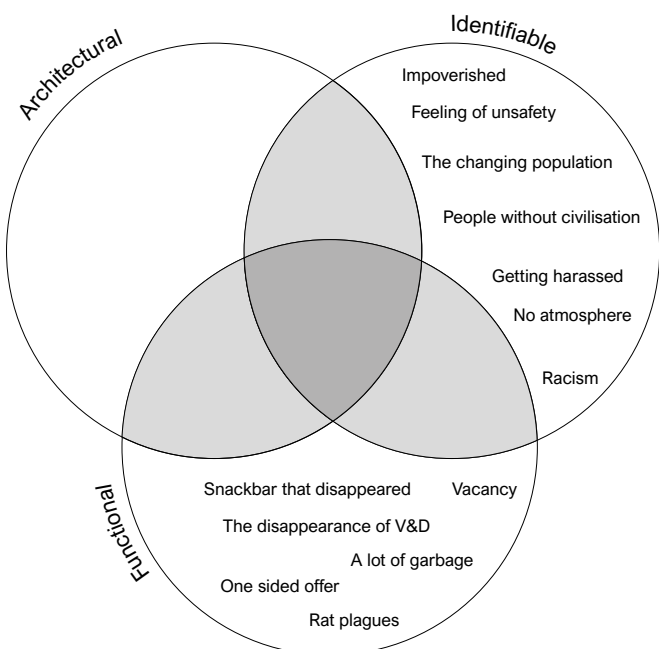 Architectural
Identifiable
Impoverished
Feeling of unsafety
The changing population
People without civilisation
Getting harassed
No atmosphere
Racism
Functional
Snackbar that disappeared
Vacancy
The disappearance of V&D
A lot of garbage
One sided offer
Rat plagues